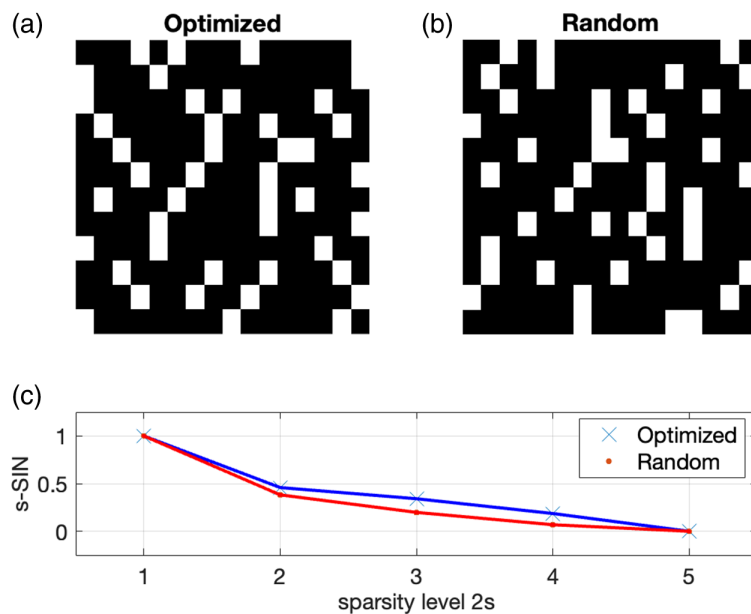 (a) Optimized
(b) Random
(c)
s-SIN
1
0.5
0
Optimized
Random
1 2 3 4 5
sparsity level 2s